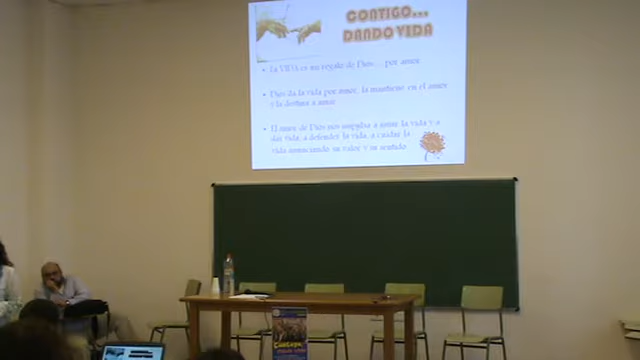 CONTIGO...
DANDO VIDA
• La VIDA es un regalo de Dios... por amor.
• Dios da la vida por amor, la mantiene en el amor
y la destina a amar
• El amor de Dios nos impulsa a amar la vida y a
dar vida, a defender la vida, a cuidar la
vida anunciando su valor y su sentido